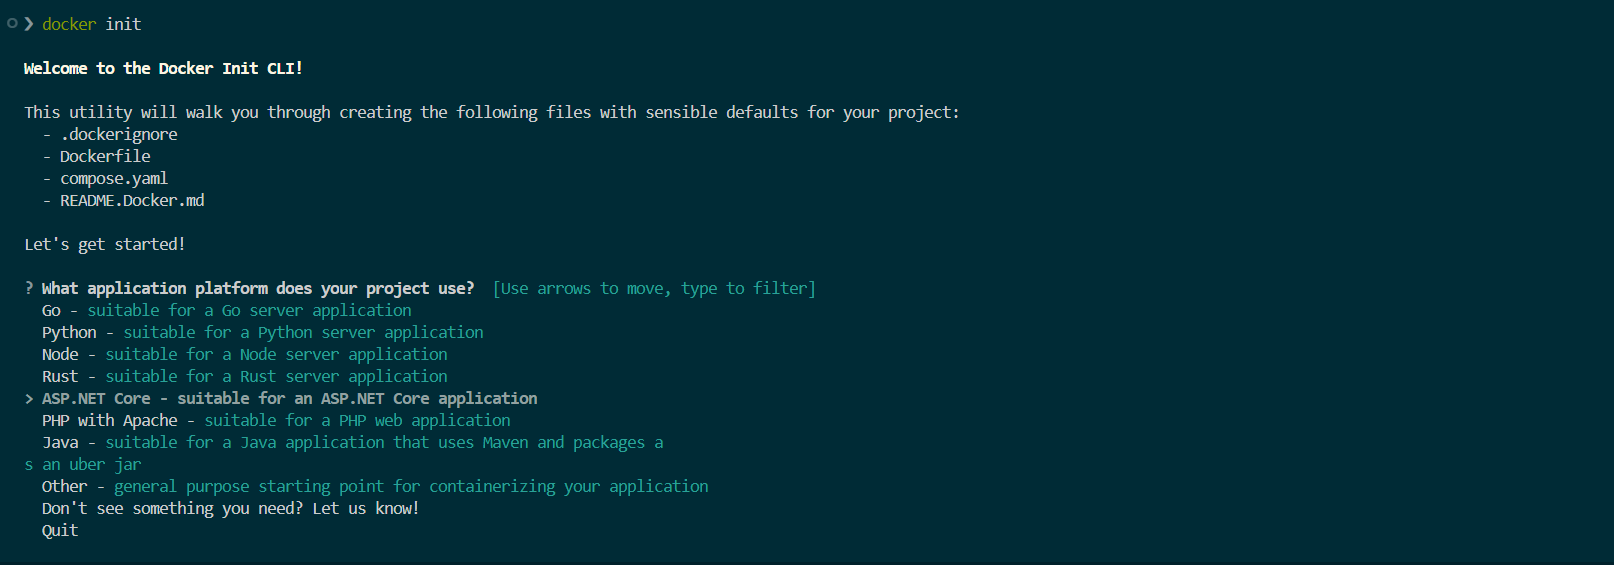 ❯ docker init
Welcome to the Docker Init CLI!
This utility will walk you through creating the following files with sensible defaults for your project:
- .dockerignore
- Dockerfile
- compose.yaml
- README.Docker.md
Let's get started!
? What application platform does your project use? [Use arrows to move, type to filter]
Go - suitable for a Go server application
Python - suitable for a Python server application
Node - suitable for a Node server application
Rust - suitable for a Rust server application
> ASP.NET Core - suitable for an ASP.NET Core application
PHP with Apache - suitable for a PHP web application
Java - suitable for a Java application that uses Maven and packages a
s an uber jar
Other - general purpose starting point for containerizing your application
Don't see something you need? Let us know!
Quit